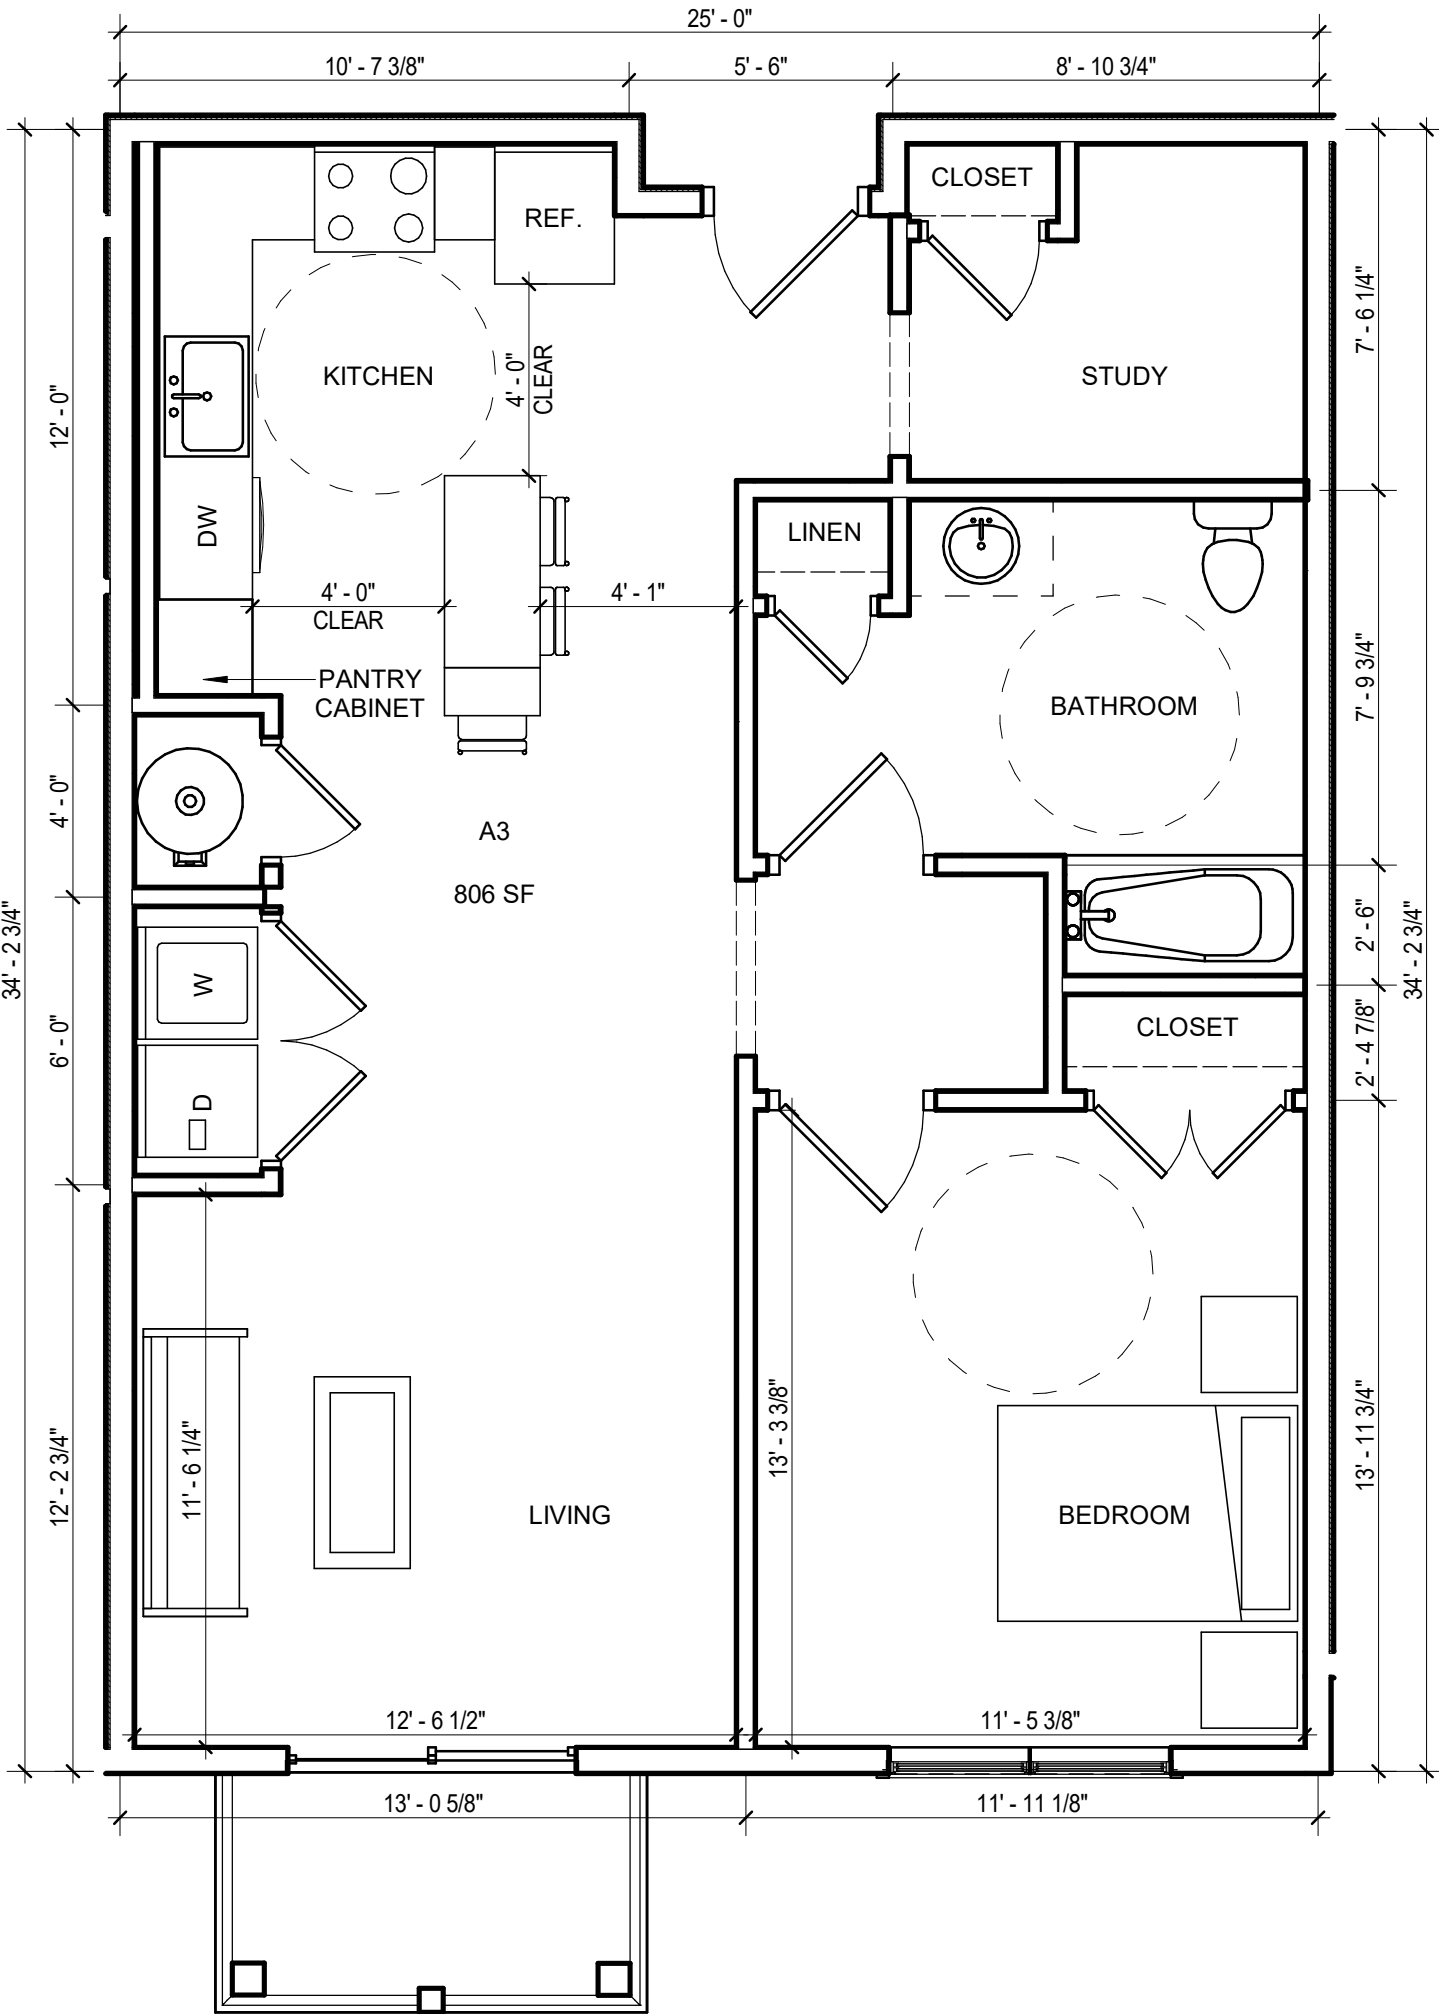 25' - 0"
10' - 7 3/8"
5' - 6"
8' - 10 3/4"
CLOSET
REF.
7' - 6 1/4"
KITCHEN
4' - 0"
CLEAR
STUDY
12' - 0"
DW
LINEN
4' - 0"
CLEAR
4' - 1"
7' - 9 3/4"
PANTRY
CABINET
BATHROOM
4' - 0"
A3
806 SF
34' - 2 3/4"
2' - 6"
34' - 2 3/4"
W
6' - 0"
CLOSET
2' - 4 7/8"
D
11' - 6 1/4"
13' - 3 3/8"
13' - 11 3/4"
12' - 2 3/4"
LIVING
BEDROOM
12' - 6 1/2"
11' - 5 3/8"
13' - 0 5/8"
11' - 11 1/8"